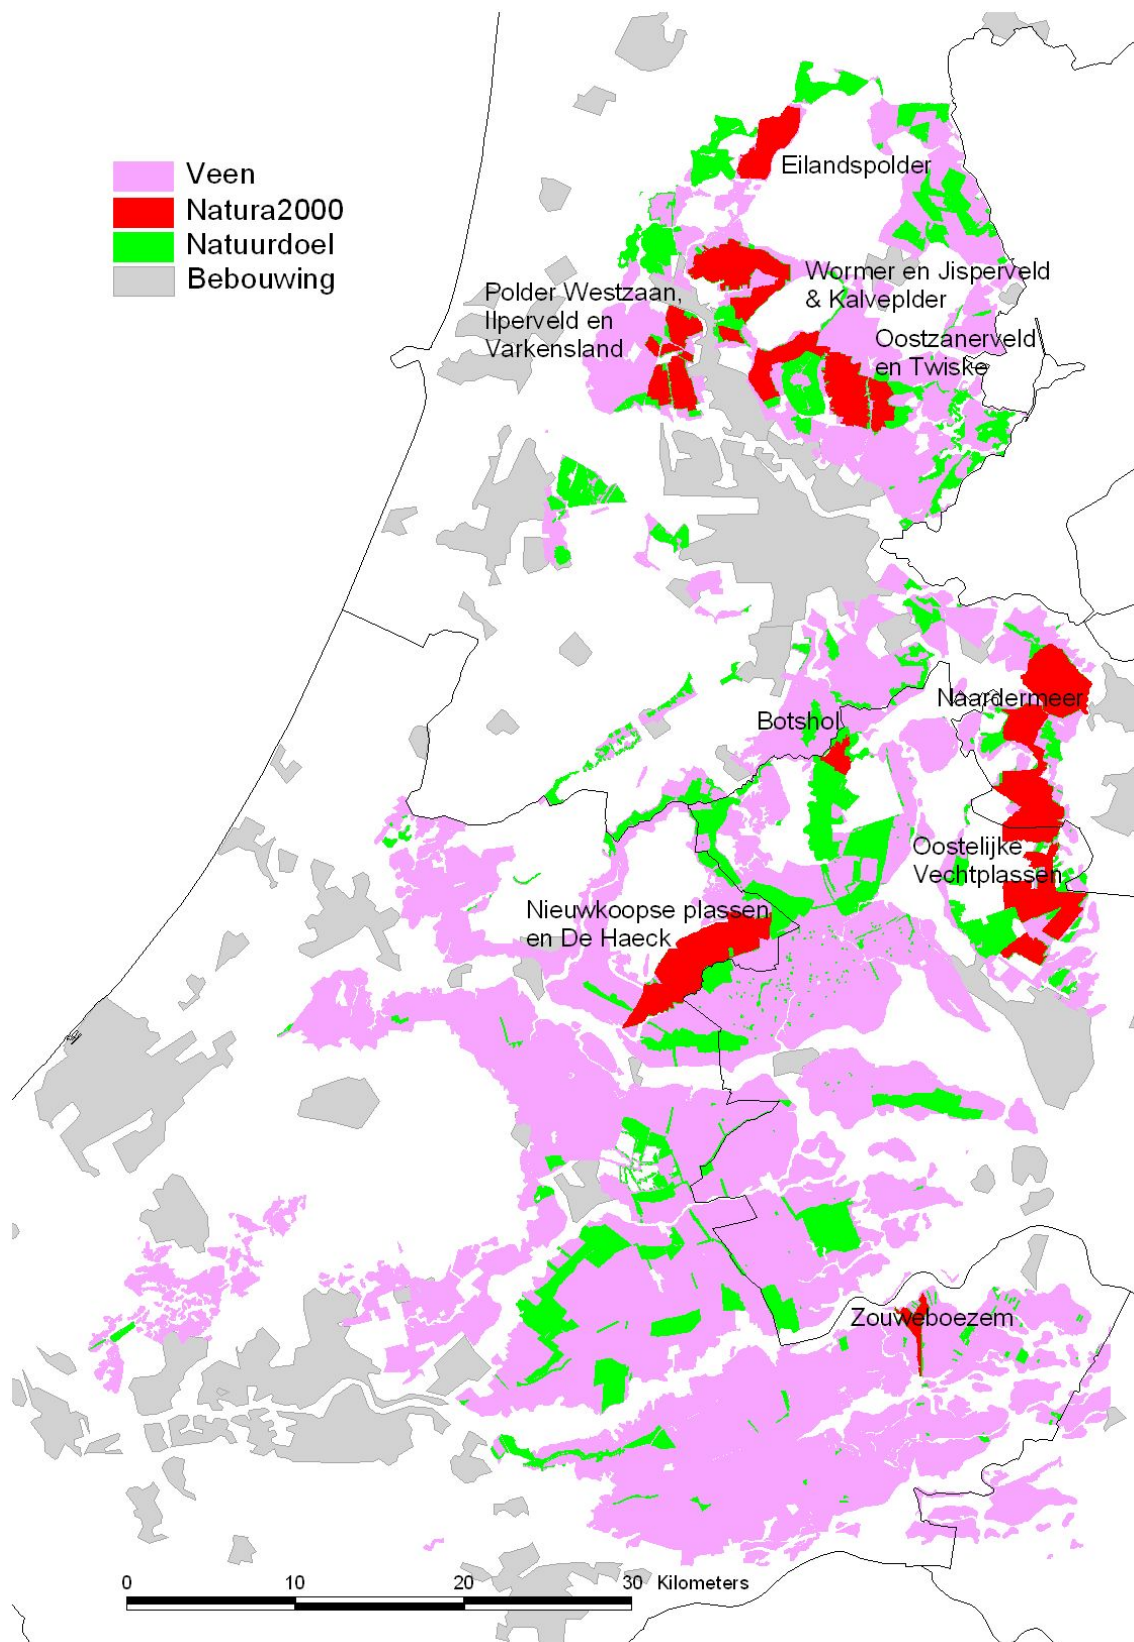 Veen
Natura2000
Natuurdoel
Bebouwing
Eilandspolder
Wormer en Jisperveld
& Kalveplder
Polder Westzaan,
Ilperveld en
Varkensland
Oostzanerveld
en Twiske
Naardermeer
Botshol
Oostelijke
Vechtplassen
Nieuwkoopse plassen
en De Haeck
Zouweboezem
0 10 20 30 Kilometers